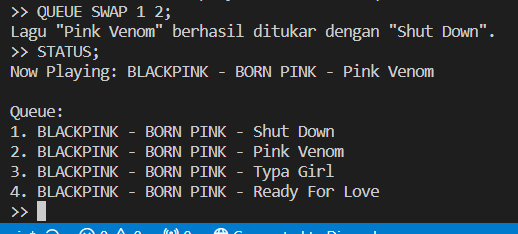 >> QUEUE SWAP 1 2;
Lagu "Pink Venom" berhasil ditukar dengan "Shut Down".
>> STATUS;
Now Playing: BLACKPINK - BORN PINK - Pink Venom
Queue:
1. BLACKPINK - BORN PINK - Shut Down
2. BLACKPINK - BORN PINK - Pink Venom
3. BLACKPINK - BORN PINK - Typa Girl
4. BLACKPINK - BORN PINK - Ready For Love
>>